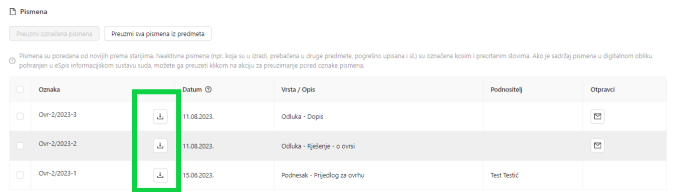 Pismena
Preuzmi označena pismena
Preuzmi sva pismena iz predmeta
Pismena su poredana od novijih prema starijima. Neaktivna pismena (npr. koja su u izradi, prebačena u druge predmete, pogrešno upisana i sl.) su označena kosim i precrtanim slovima. Ako je sadržaj pismena u digitalnom obliku
pohranjen u eSpis informacijskom sustavu suda, možete ga preuzeti klikom na akciju za preuzimanje pored oznake pismena.
Oznaka Datum Vrsta / Opis Podnositelj Otpravci
Ovr-2/2023-3 11.08.2023. Odluka - Dopis
Ovr-2/2023-2 11.08.2023. Odluka - Rješenje - o ovrsi
Ovr-2/2023-1 15.06.2023. Podnesak - Prijedlog za ovrhu Test Testić